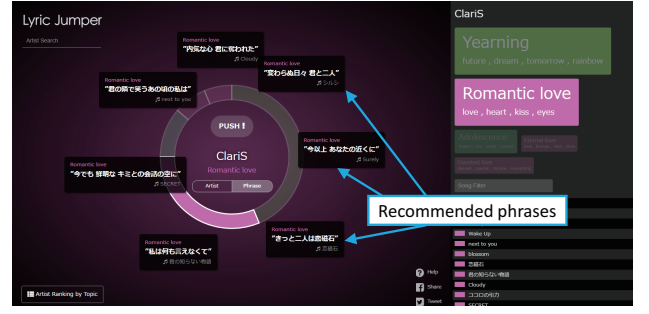 Lyric Jumper
Artist Search
Romantic love
"内気な心 君に奪われた"
Cloudy
Romantic love
"変わらぬ日々 君と二人"
シルシ
Romantic love
"君の隣で笑うあの頃の私は"
next to you
PUSH!
ClariS
Romantic love
Artist
Phrase
Romantic love
"今以上 あなたの近くに"
Surely
Romantic love
"今でも 鮮明な キミとの会話の空に"
SECRET
Romantic love
"きっと二人は恋磁石"
恋磁石
Romantic love
"私は何も言えなくて"
君の知らない物語
Recommended phrases
Artist Ranking by Topic
Help
Share
Tweet
ClariS
Yearning
future , dream , tomorrow , rainbow
Romantic love
love , heart , kiss , eyes
Adolescence
Song Filter
Wake Up
next to you
blossom
恋磁石
君の知らない物語
Cloudy
ココロの引力
SECRET